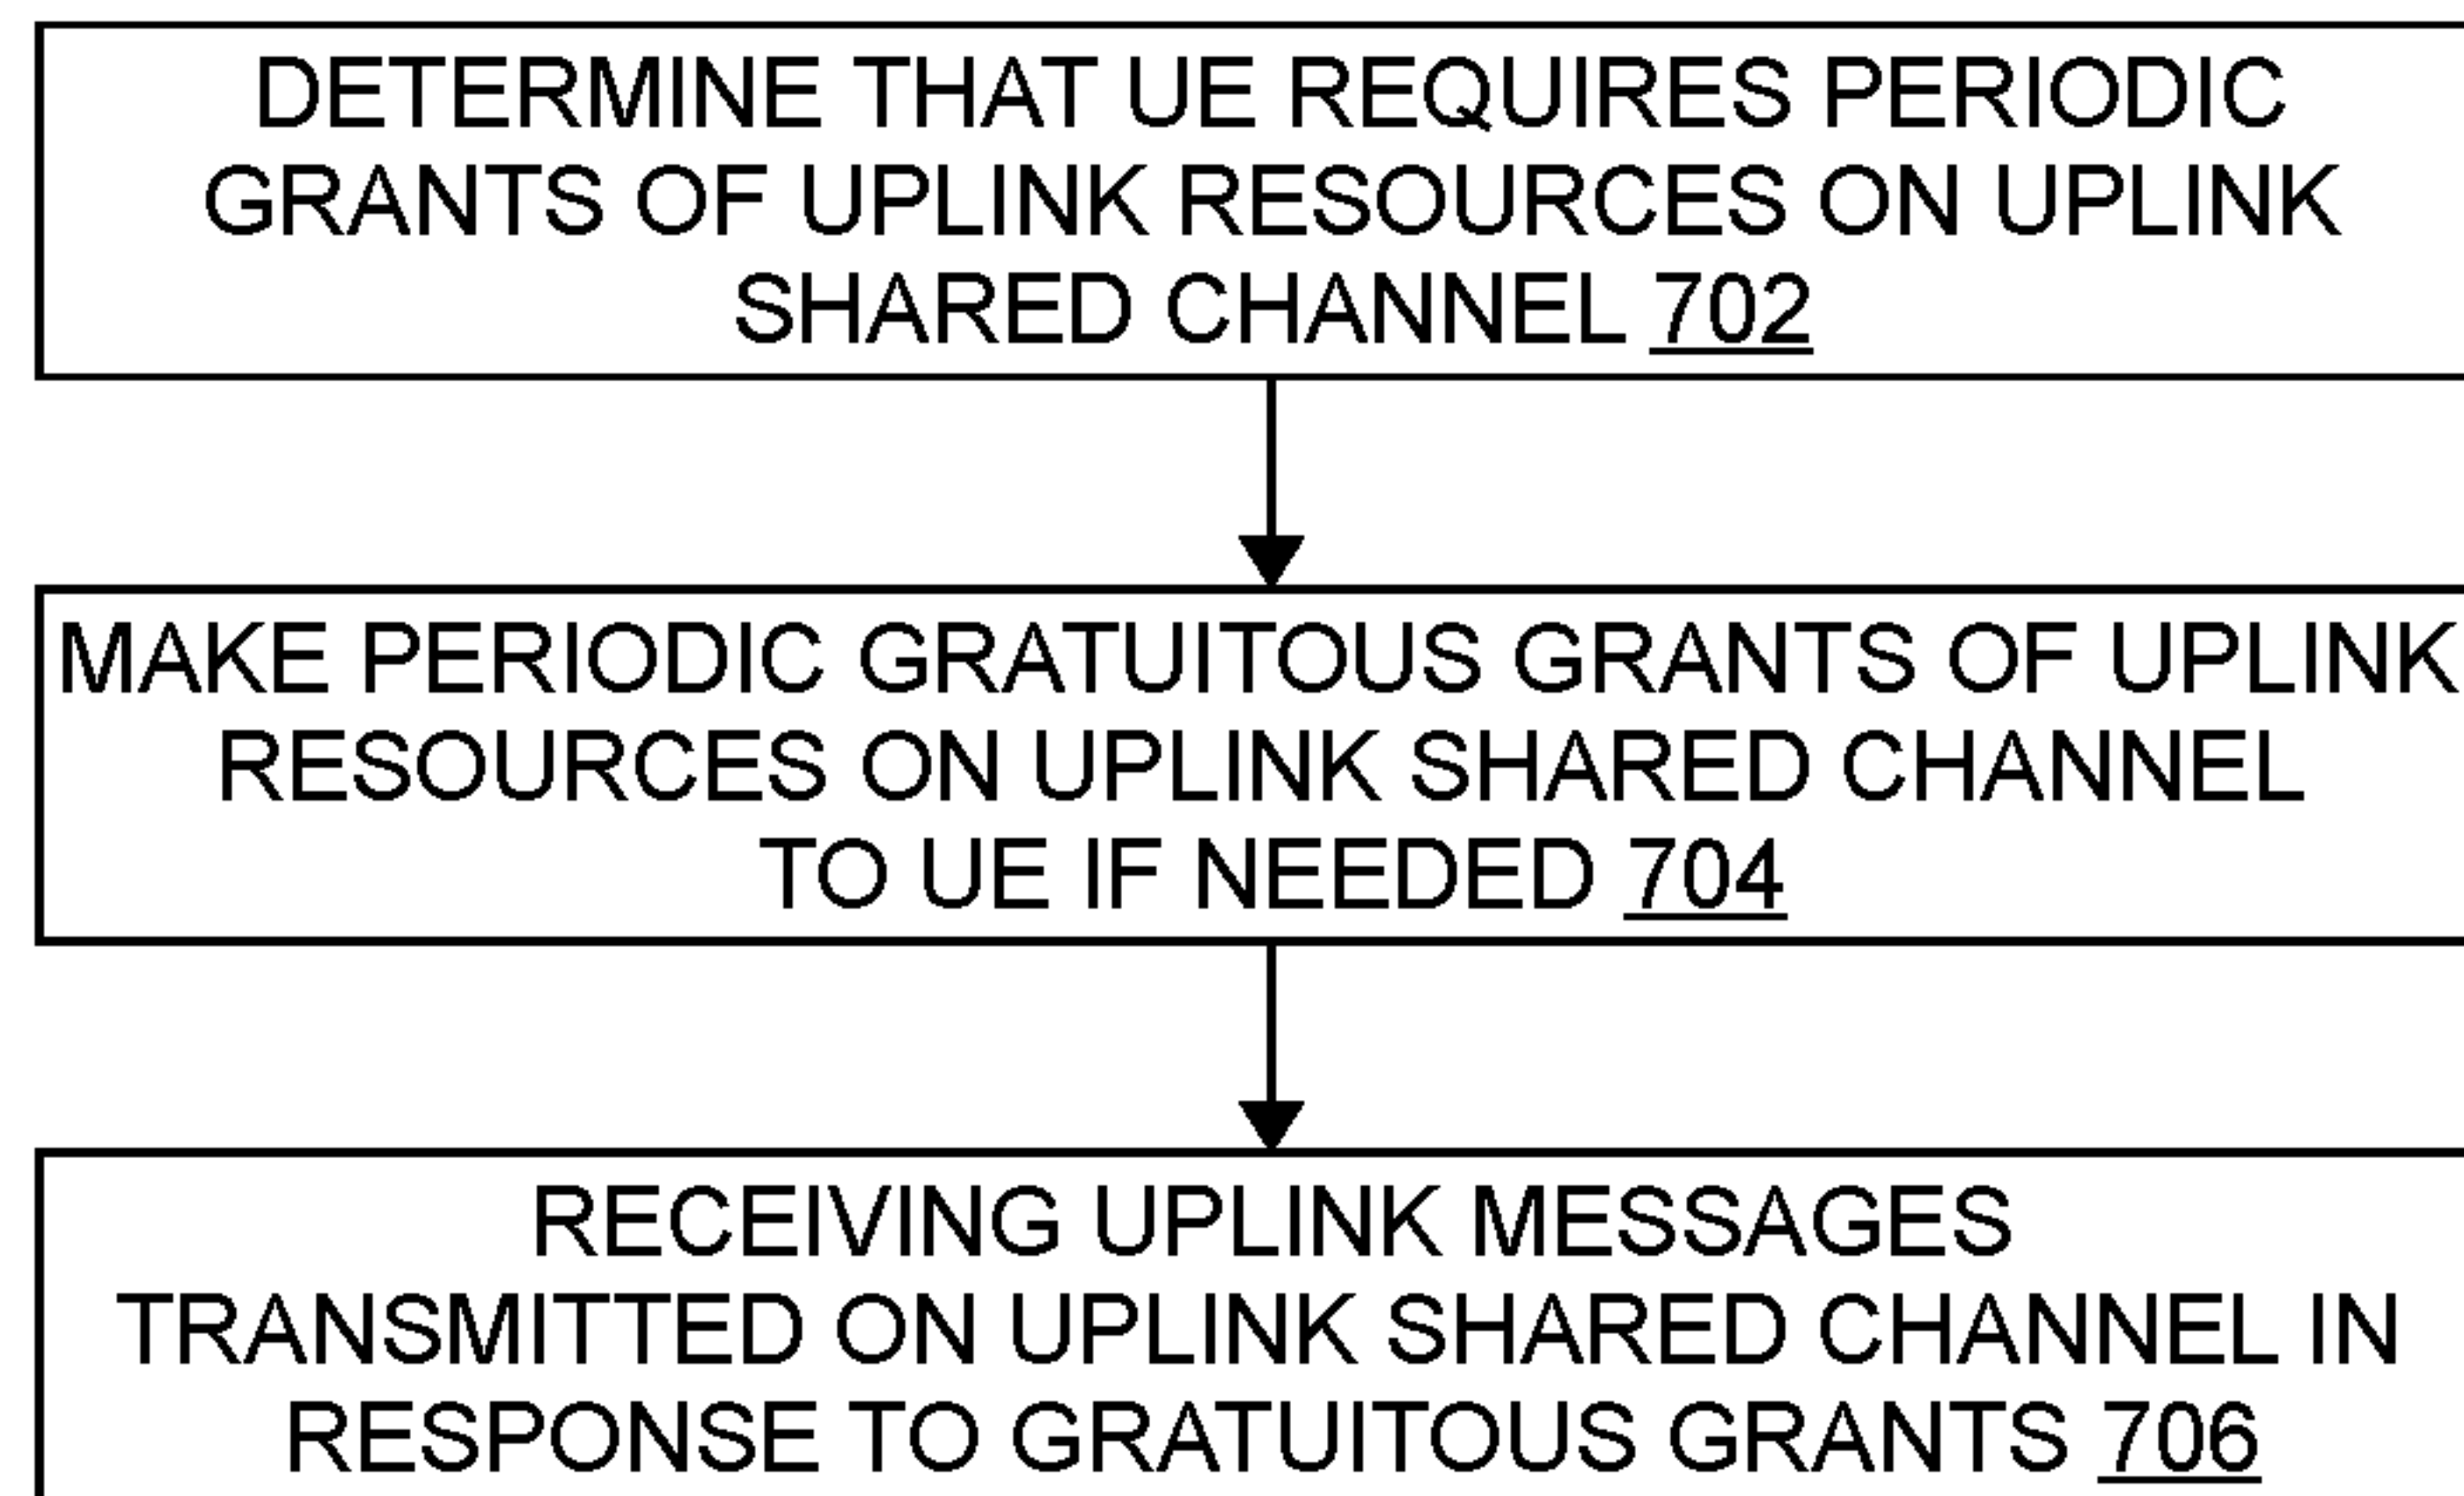 DETERMINE THAT UE REQUIRES PERIODIC
GRANTS OF UPLINK RESOURCES ON UPLINK
SHARED CHANNEL 702
MAKE PERIODIC GRATUITOUS GRANTS OF UPLINK
RESOURCES ON UPLINK SHARED CHANNEL
TO UE IF NEEDED 704
RECEIVING UPLINK MESSAGES
TRANSMITTED ON UPLINK SHARED CHANNEL IN
RESPONSE TO GRATUITOUS GRANTS 706